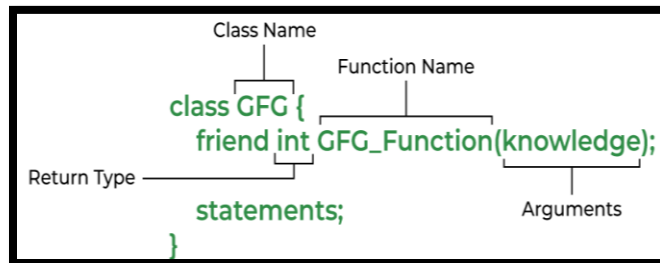 Class Name
Function Name
class GFG {
friend int GFG_Function(knowledge);
Return Type
Arguments
statements;
}